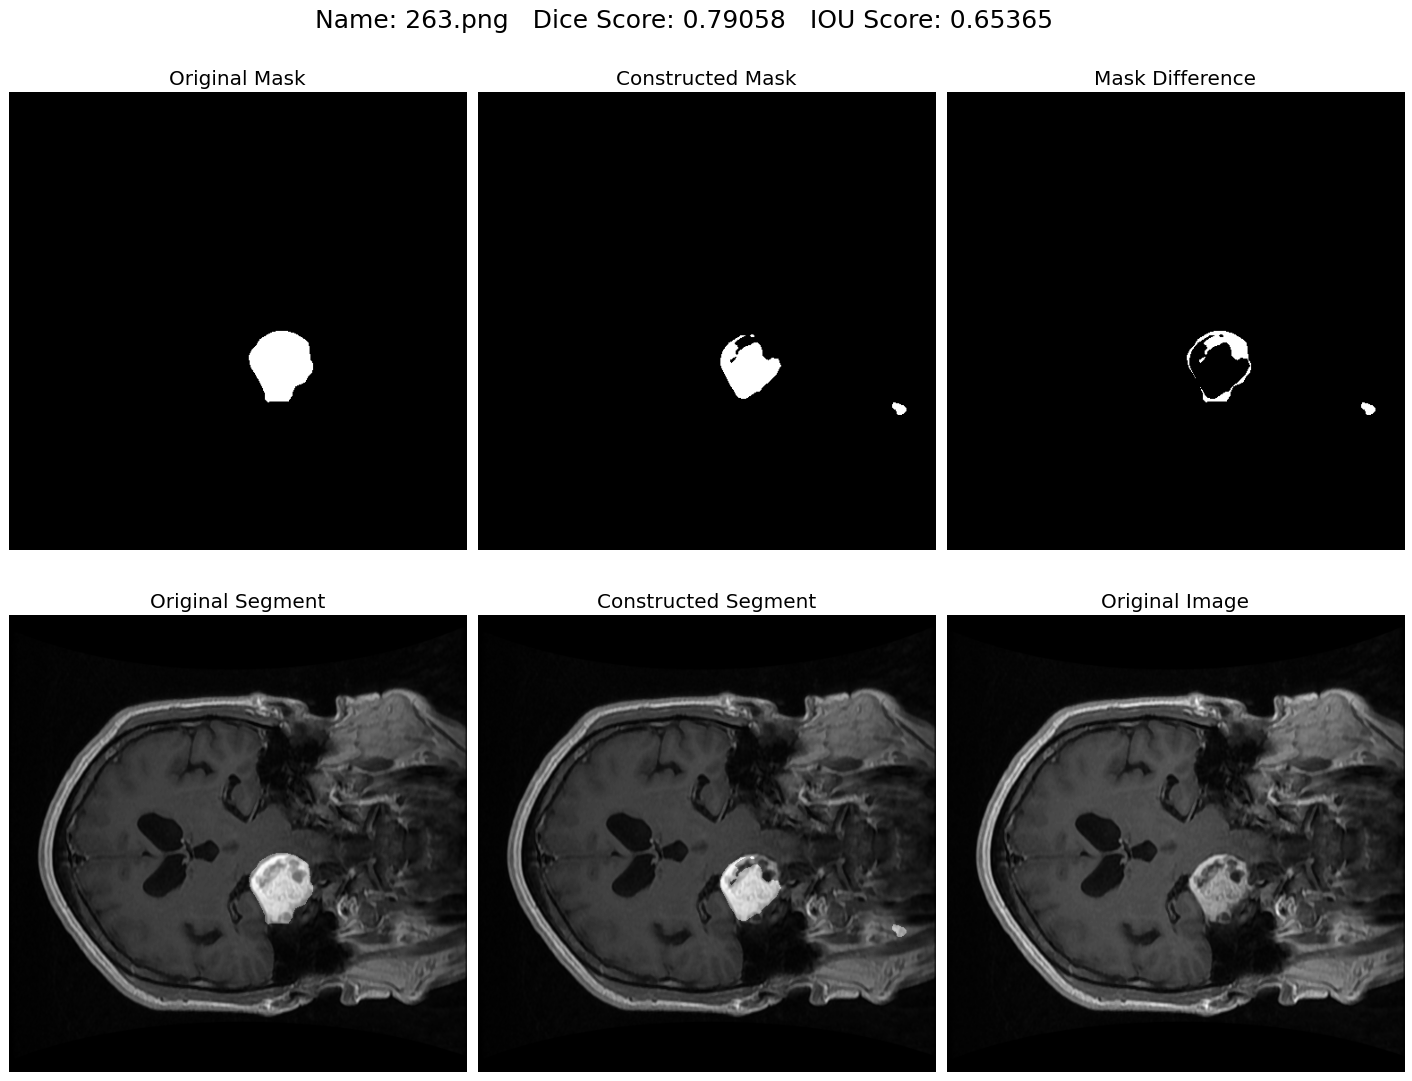 Name: 263.png   Dice Score: 0.79058   IOU Score: 0.65365
Original Mask
Constructed Mask
Mask Difference
Original Segment
Constructed Segment
Original Image